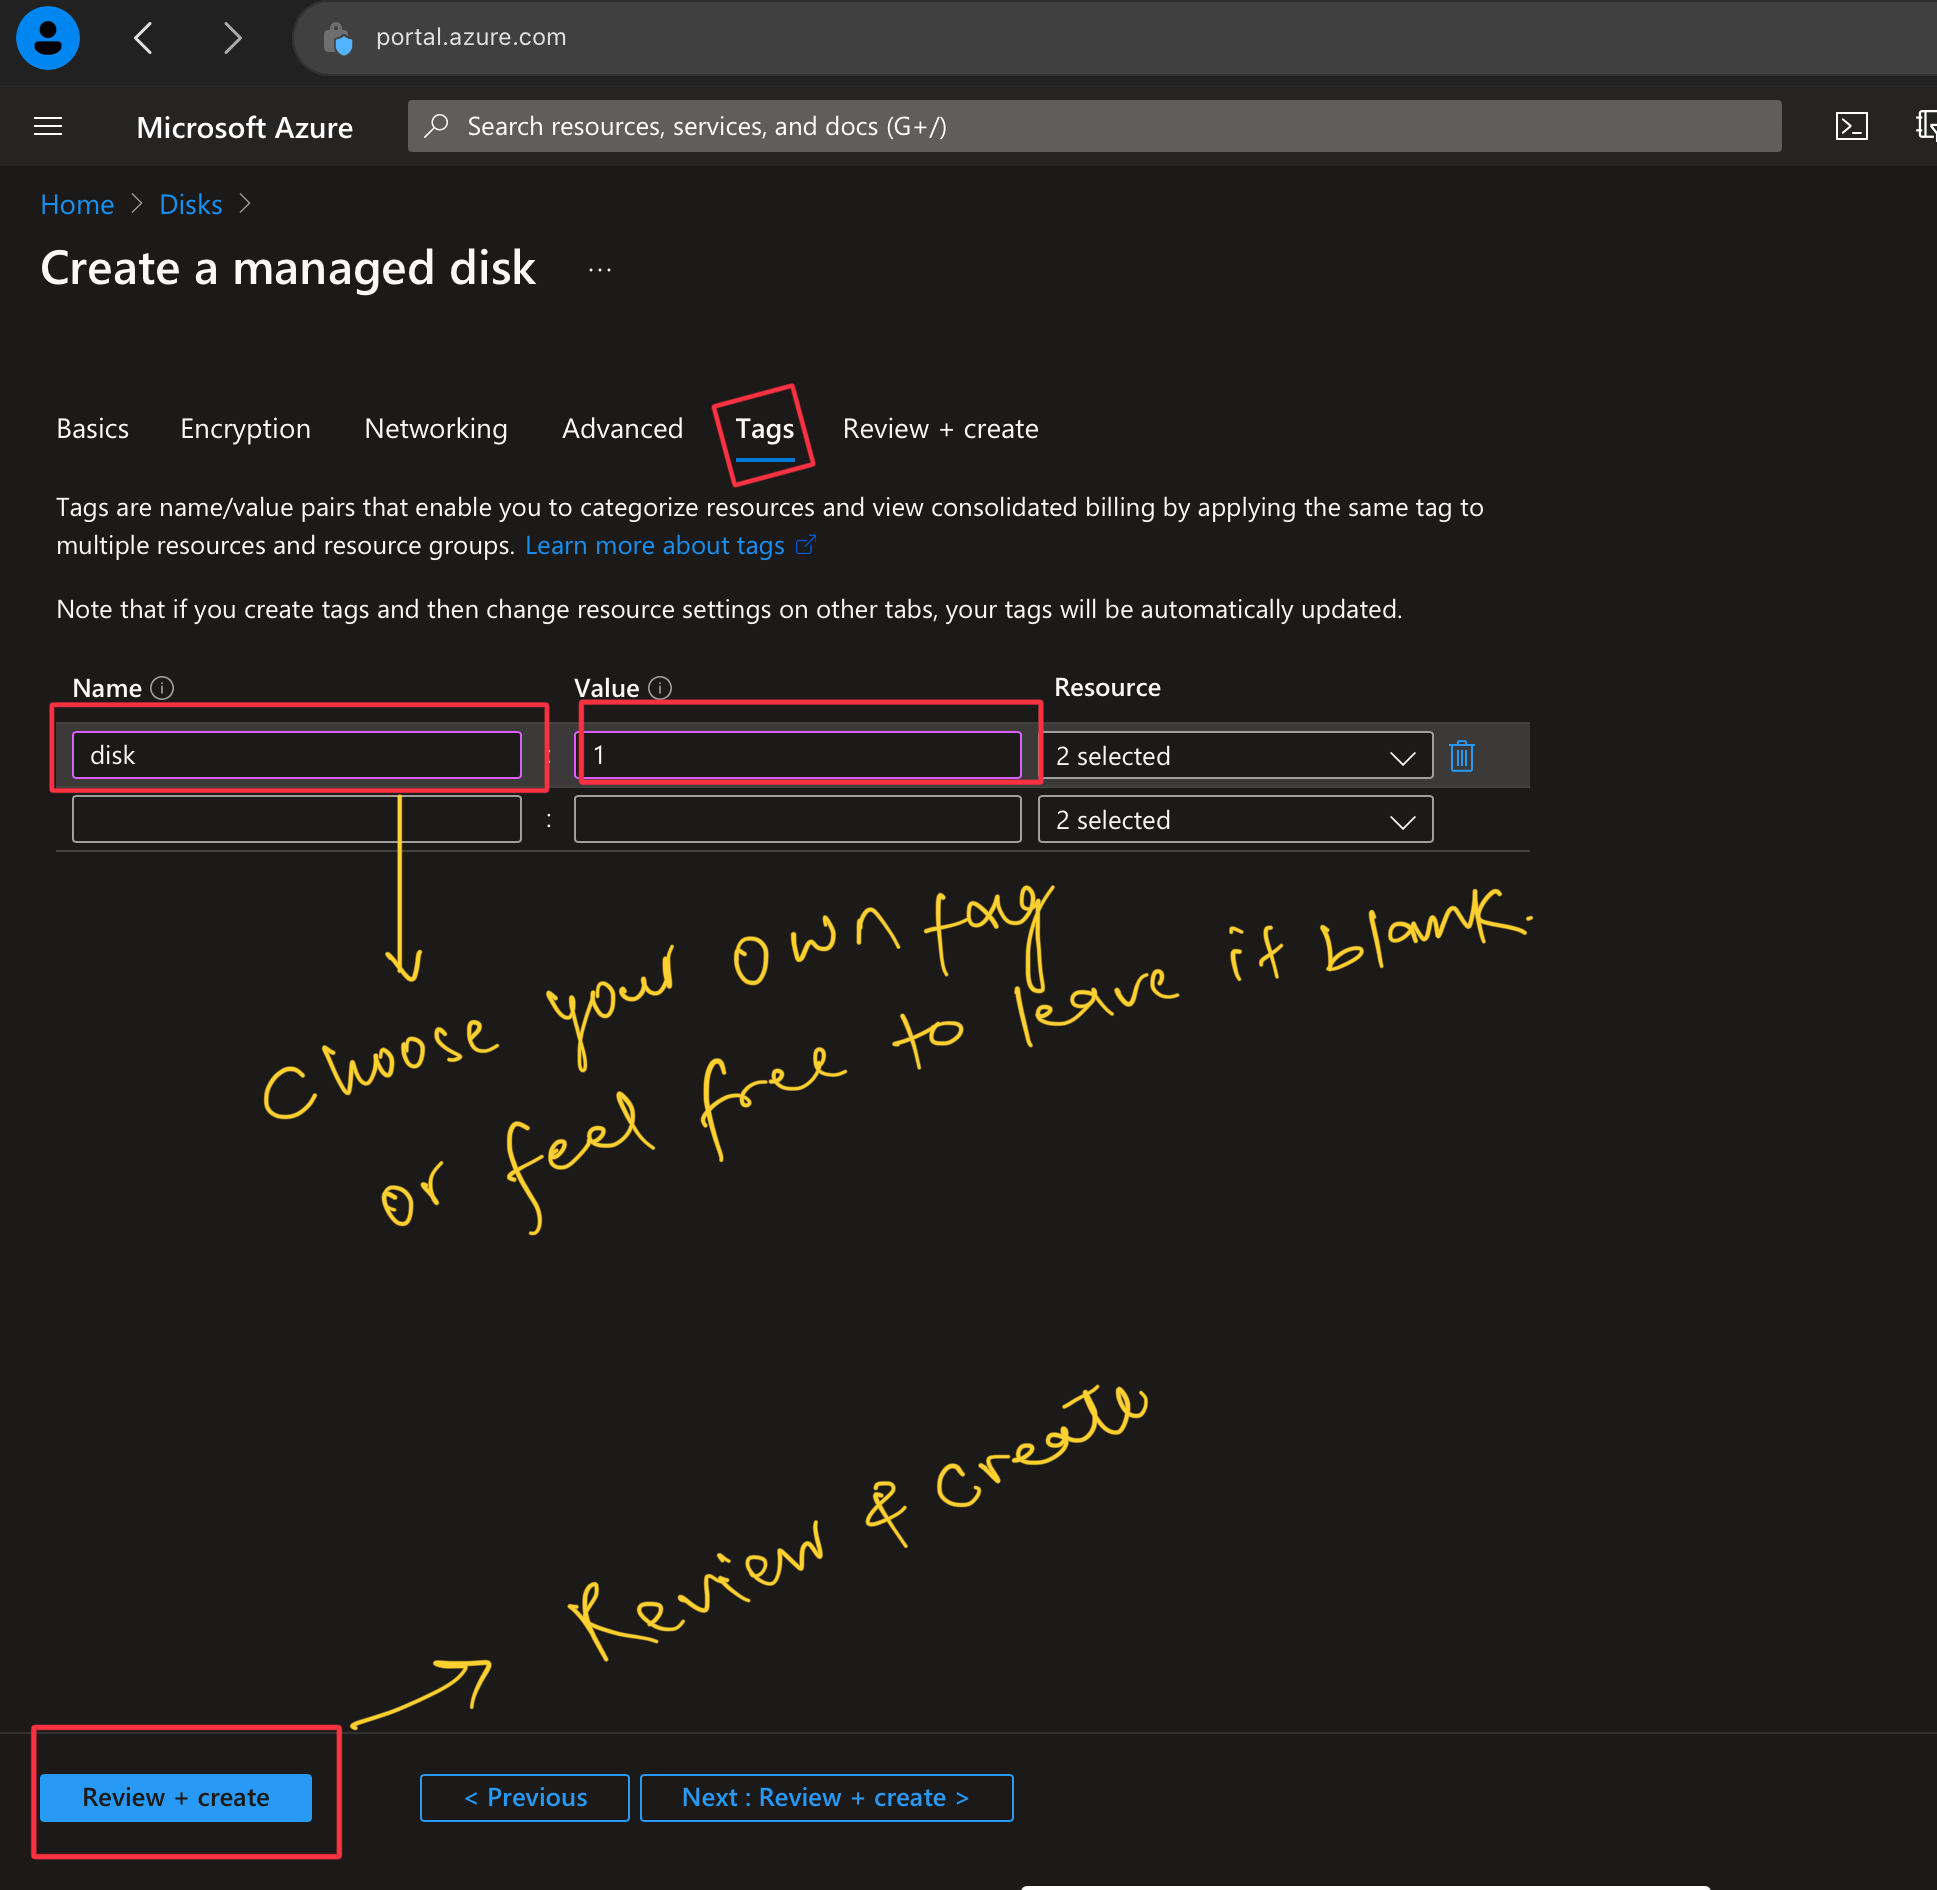 portal.azure.com
Microsoft Azure
Search resources, services, and docs (G+/)
Home > Disks >
Create a managed disk ...
Basics Encryption Networking Advanced Tags Review + create
Tags are name/value pairs that enable you to categorize resources and view consolidated billing by applying the same tag to
multiple resources and resource groups. Learn more about tags
Note that if you create tags and then change resource settings on other tabs, your tags will be automatically updated.
Name Value Resource
disk : 1 2 selected
: 2 selected
Choose your own tag
or feel free to leave it blank.
Review & Create
Review + create < Previous Next : Review + create >